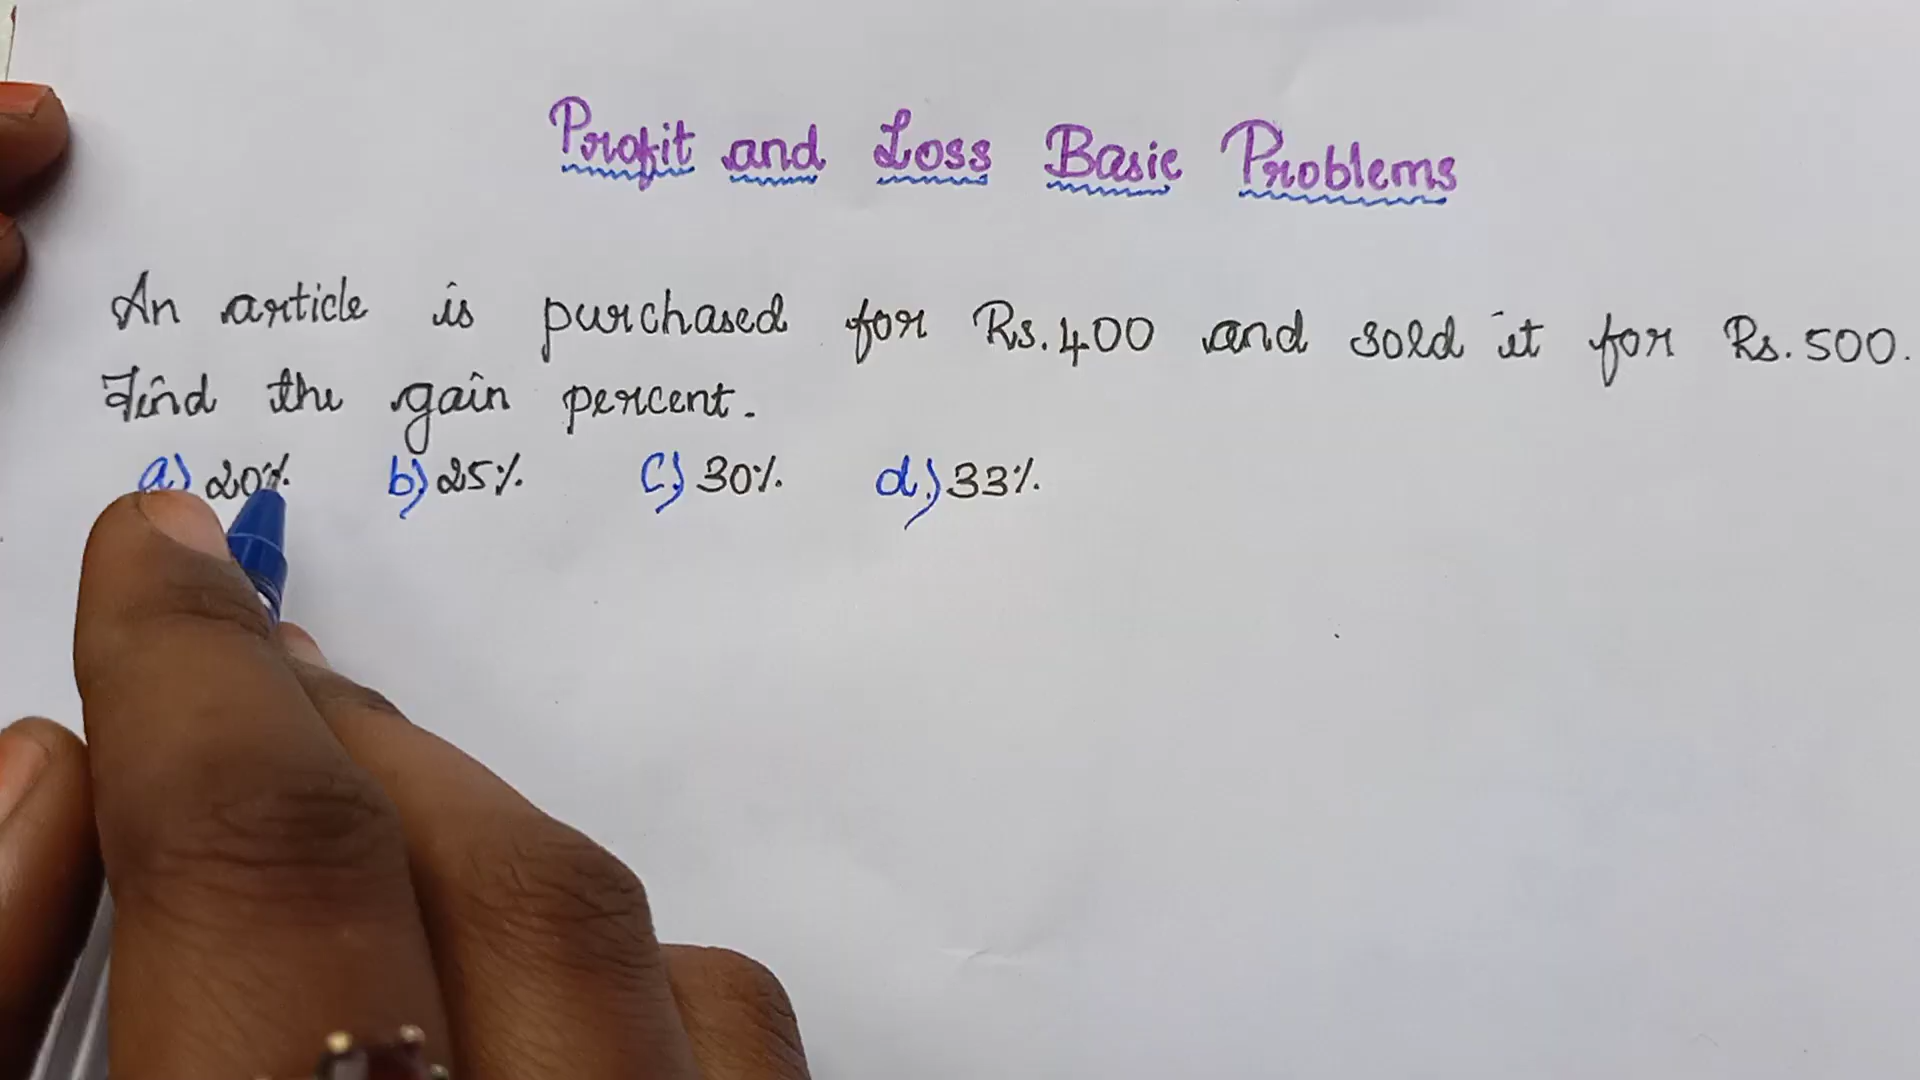 Profit and Loss Basic Problems
An article is purchased for Rs.400 and sold it for Rs.500.
Find the gain percent.
a) 20% b) 25% c) 30% d.) 33%